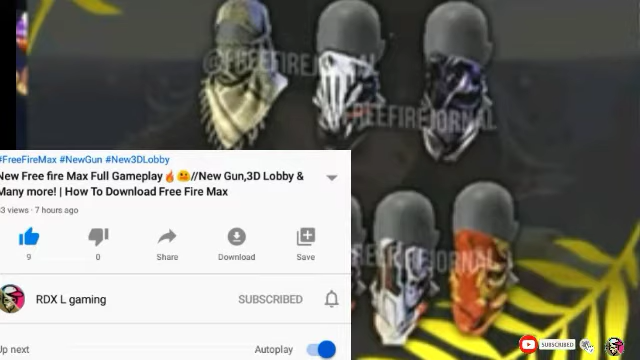 @FREEFIREJORNAL
FREEFIREJORNAL
#FreeFireMax #NewGun #New3DLobby
New Free fire Max Full Gameplay🔥🤫//New Gun,3D Lobby &
Many more! | How To Download Free Fire Max
3 views · 7 hours ago
9
0
Share
Download
Save
RDX L gaming
SUBSCRIBED
Up next
Autoplay
SUBSCRIBED